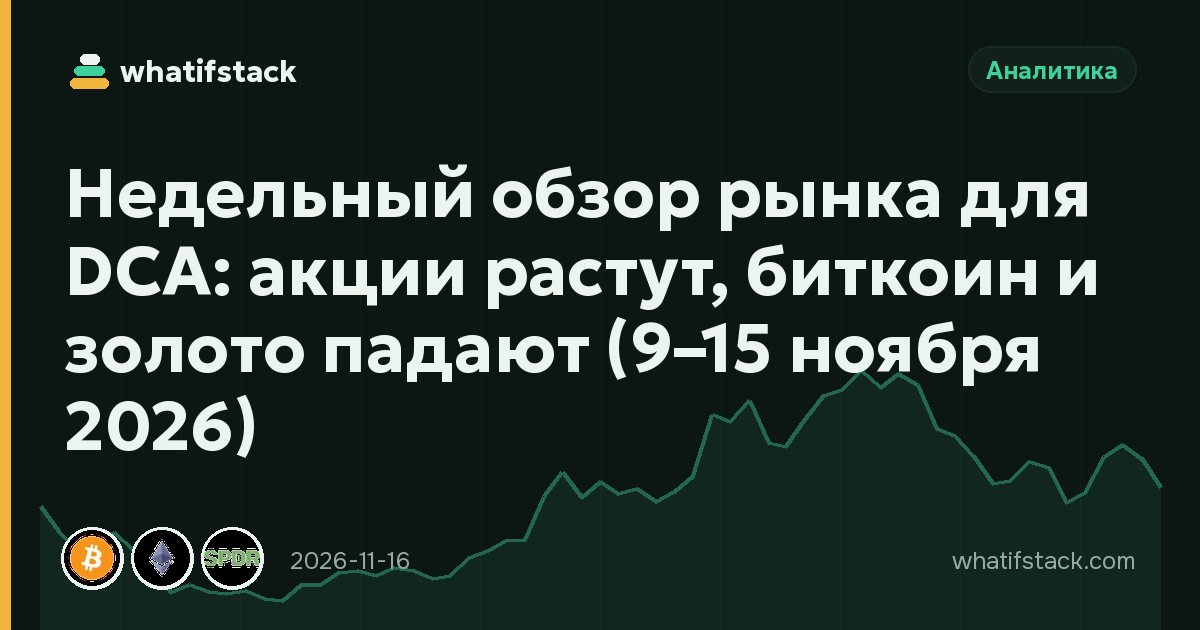 whatifstack
Аналитика
Недельный обзор рынка для
DCA: акции растут, биткоин и
золото падают (9–15 ноября
2026)
SPDR
2026-11-16
whatifstack.com